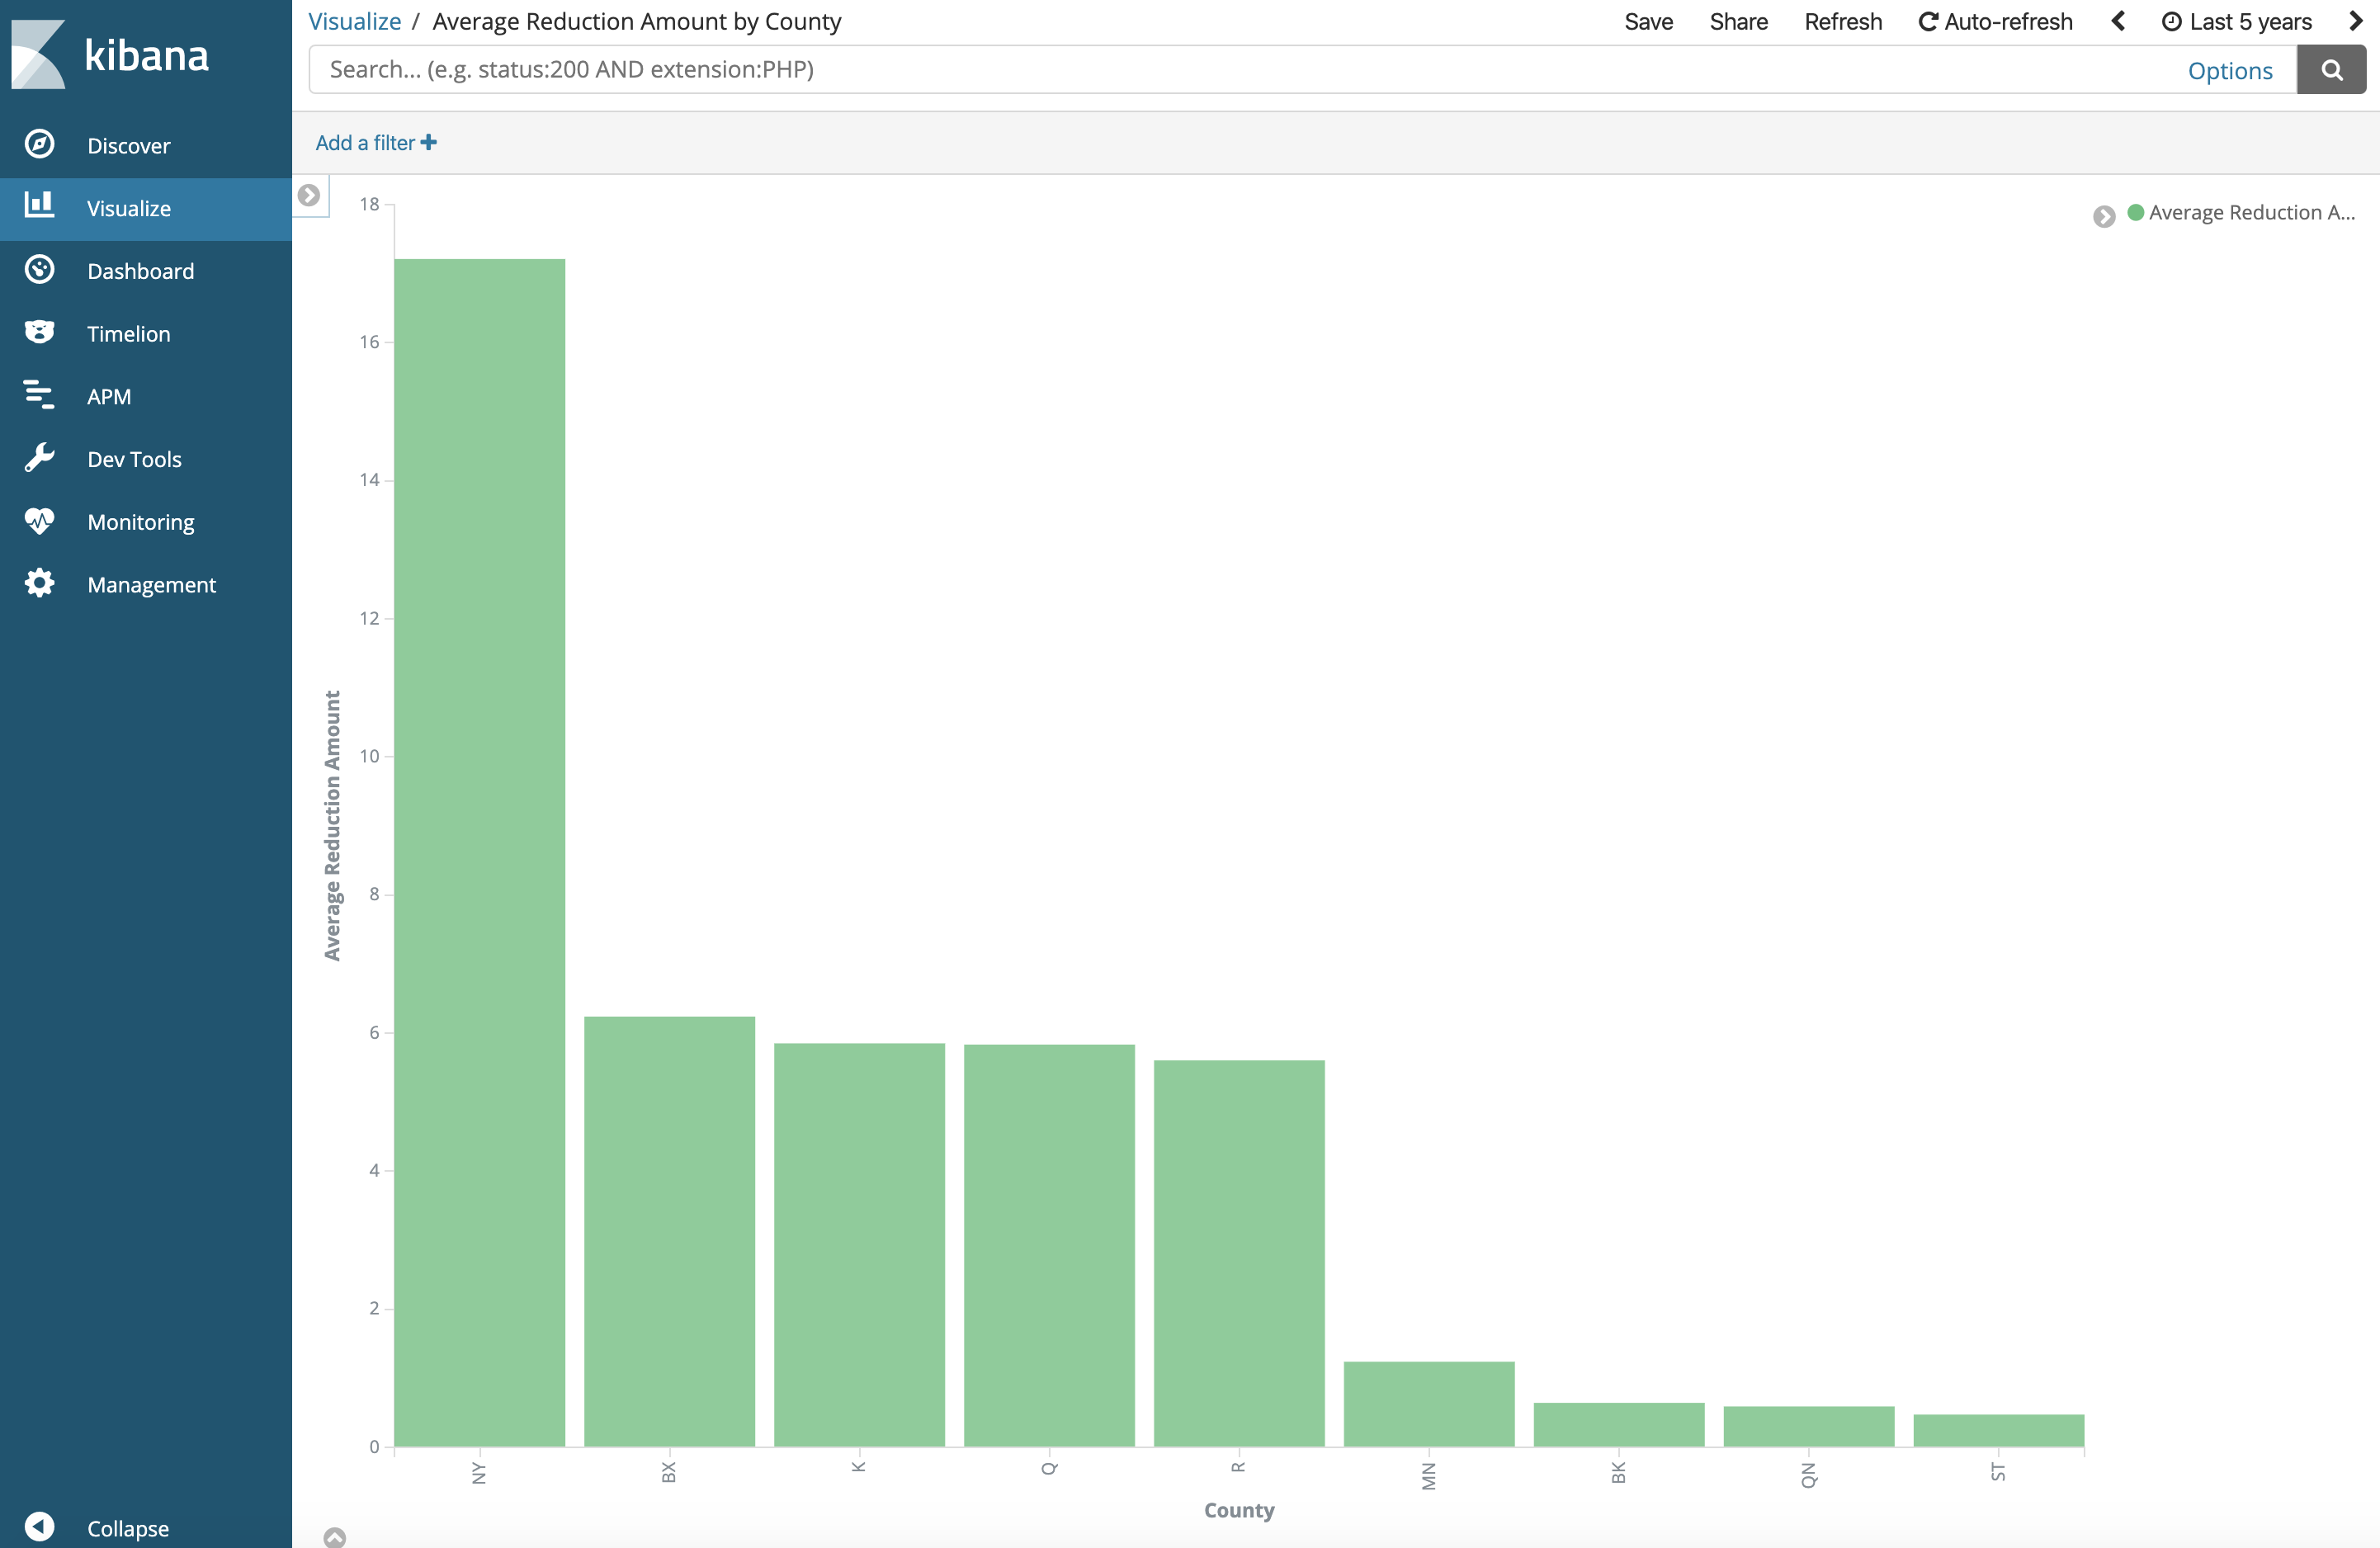 kibana
Discover
Visualize
Dashboard
Timelion
APM
Dev Tools
Monitoring
Management
Collapse
Visualize / Average Reduction Amount by County
Save Share Refresh Auto-refresh Last 5 years
Search... (e.g. status:200 AND extension:PHP) Options
Add a filter
Average Reduction A...
Average Reduction Amount
18
16
14
12
10
8
6
4
2
0
NY BX K Q R MN BK QN ST
County